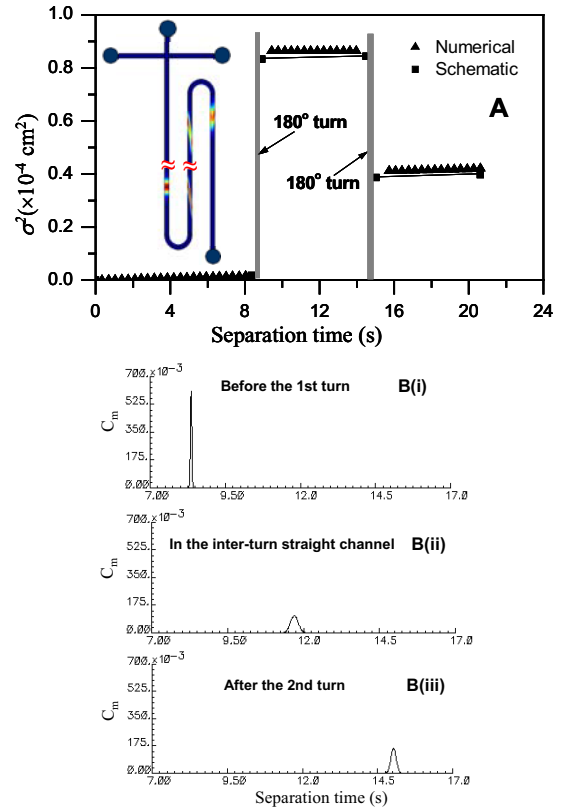 1.0
0.8
0.6
0.4
0.2
0.0
σ²(×10⁻⁴ cm²)
▲ Numerical
■ Schematic
A
180° turn
180° turn
0 4 8 12 16 20 24
Separation time (s)
700.×10⁻³
525.
350.
175.
0.00
Cm
Before the 1st turn B(i)
7.00 9.50 12.0 14.5 17.0
700.×10⁻³
525.
350.
175.
0.00
Cm
In the inter-turn straight channel B(ii)
7.00 9.50 12.0 14.5 17.0
700.×10⁻³
525.
350.
175.
0.00
Cm
After the 2nd turn B(iii)
7.00 9.50 12.0 14.5 17.0
Separation time (s)